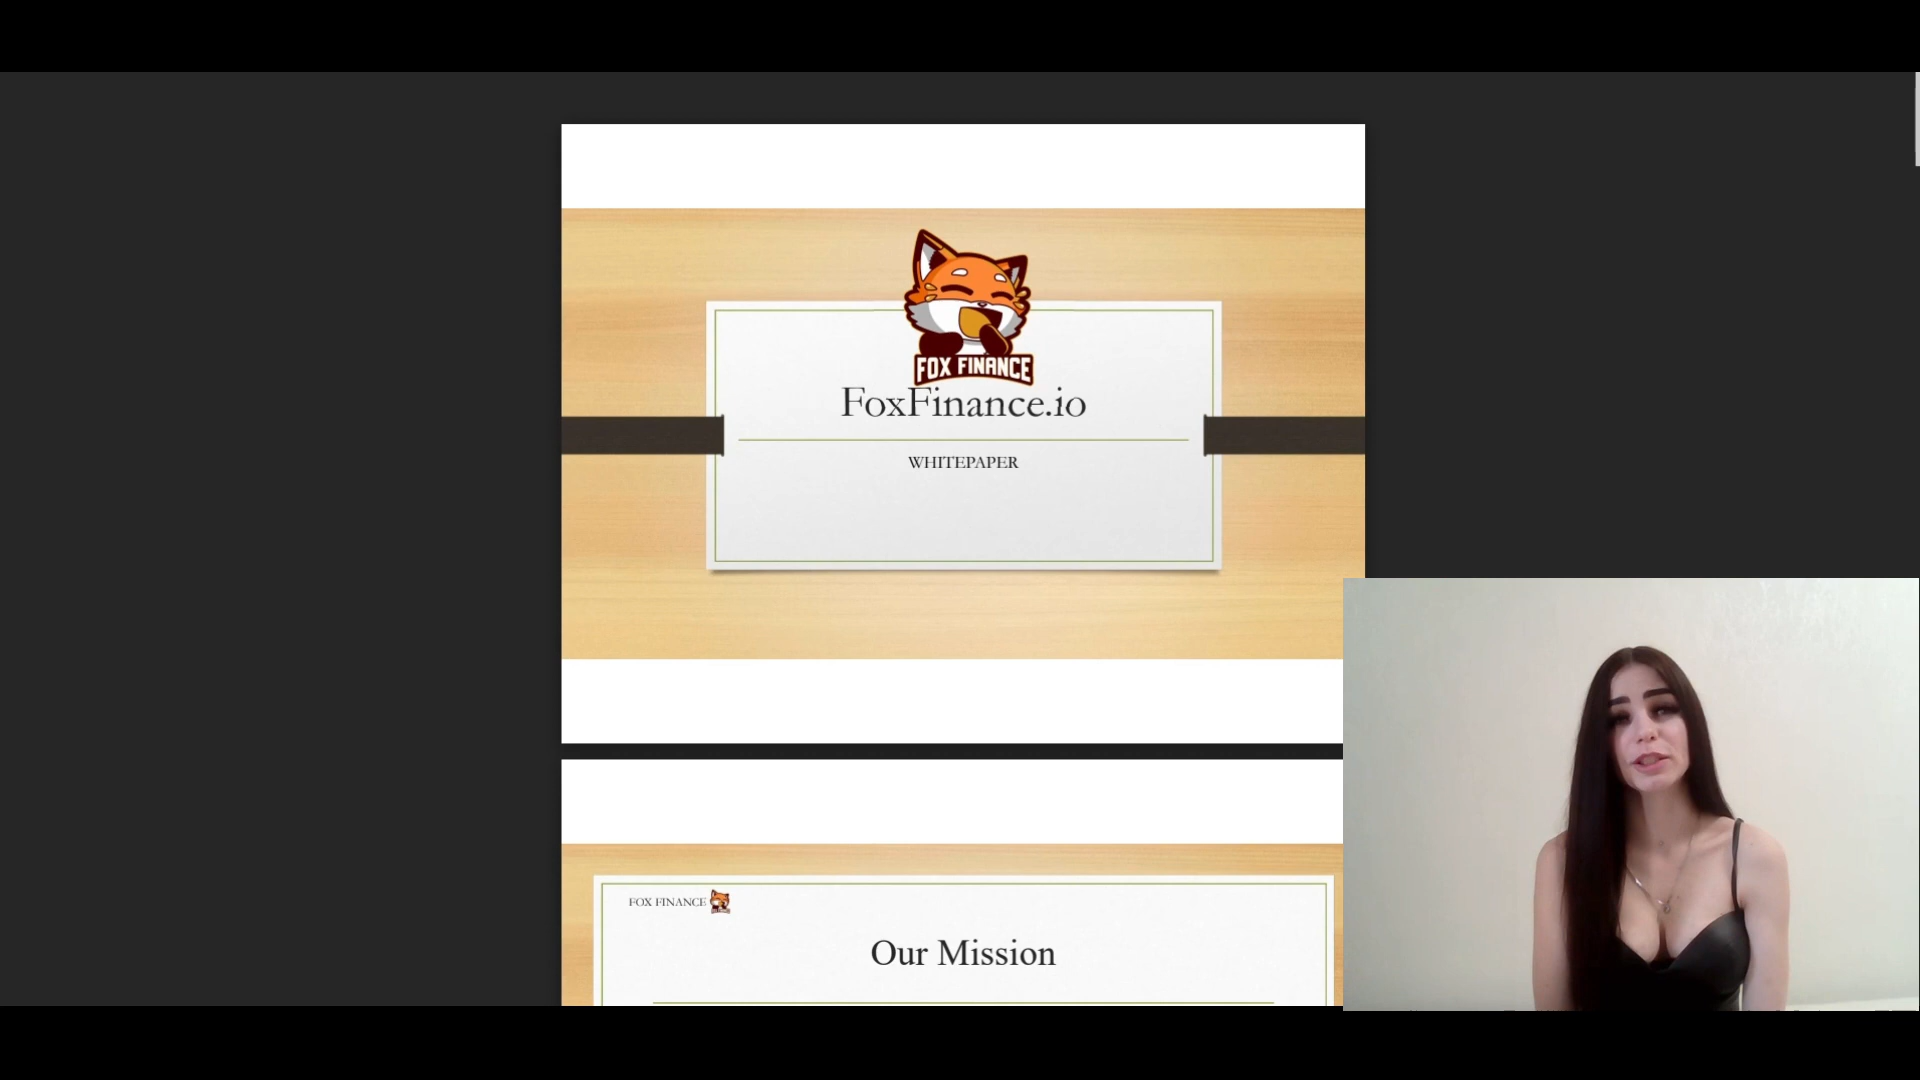 FOX FINANCE
FoxFinance.io
WHITEPAPER
FOX FINANCE
Our Mission